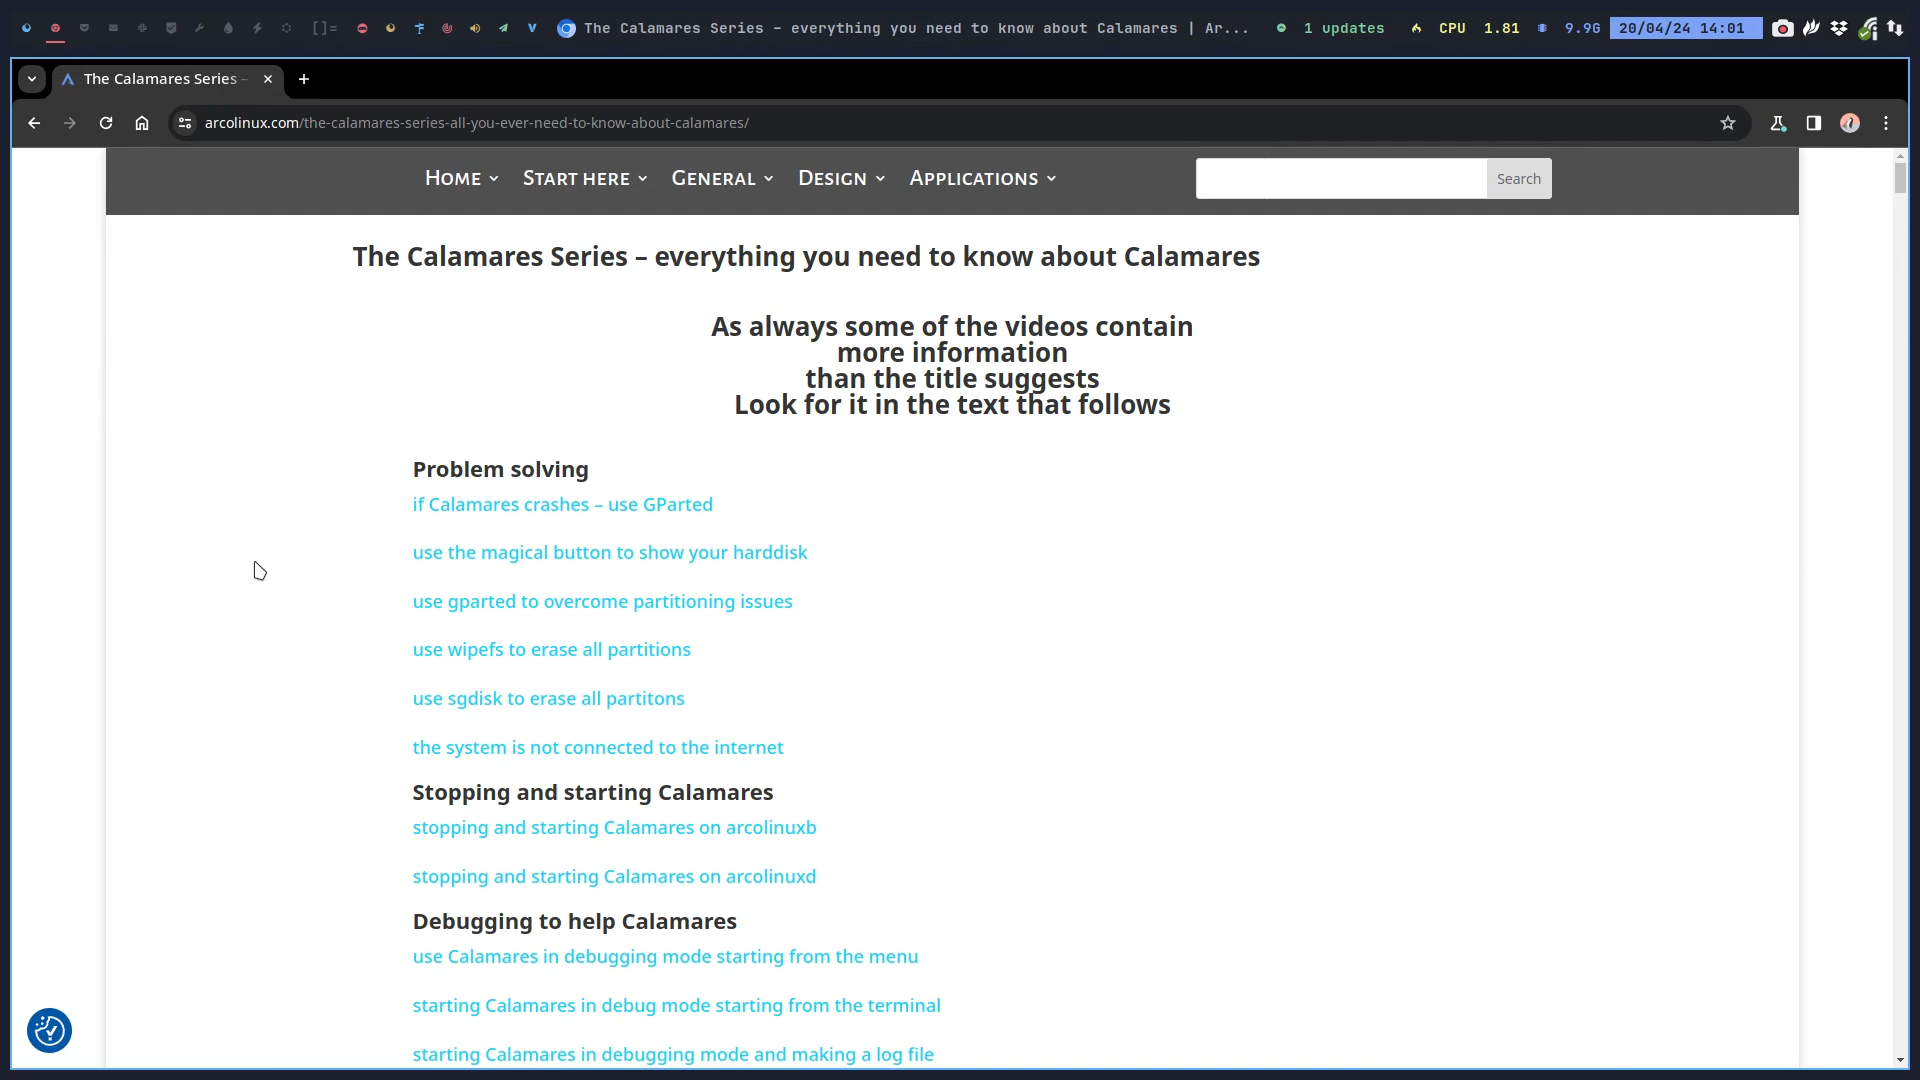 []=
The Calamares Series – everything you need to know about Calamares | Ar...
1 updates
CPU 1.81
9.9G
20/04/24 14:01
The Calamares Series –
arcolinux.com/the-calamares-series-all-you-ever-need-to-know-about-calamares/
HOME START HERE GENERAL DESIGN APPLICATIONS Search
The Calamares Series – everything you need to know about Calamares
As always some of the videos contain
more information
than the title suggests
Look for it in the text that follows
Problem solving
if Calamares crashes – use GParted
use the magical button to show your harddisk
use gparted to overcome partitioning issues
use wipefs to erase all partitions
use sgdisk to erase all partitons
the system is not connected to the internet
Stopping and starting Calamares
stopping and starting Calamares on arcolinuxb
stopping and starting Calamares on arcolinuxd
Debugging to help Calamares
use Calamares in debugging mode starting from the menu
starting Calamares in debug mode starting from the terminal
starting Calamares in debugging mode and making a log file